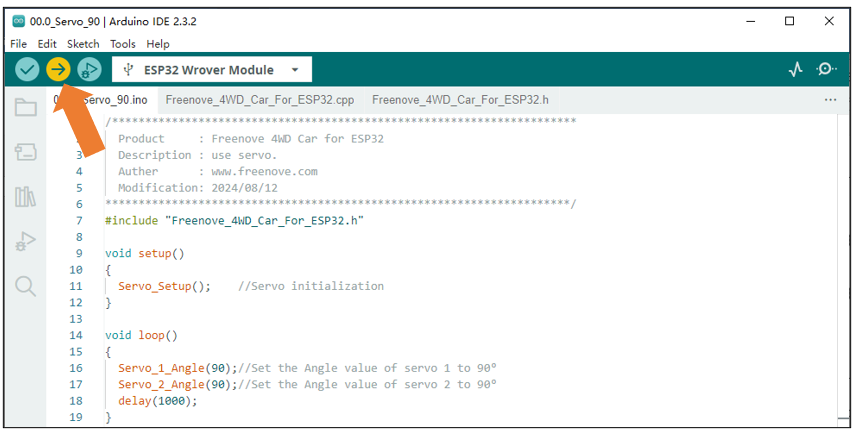 00.0_Servo_90 | Arduino IDE 2.3.2
File Edit Sketch Tools Help
ESP32 Wrover Module
Servo_90.ino Freenove_4WD_Car_For_ESP32.cpp Freenove_4WD_Car_For_ESP32.h ...
/***********************************************************************
Product : Freenove 4WD Car for ESP32
3 Description : use servo.
4 Auther : www.freenove.com
5 Modification: 2024/08/12
6 ***********************************************************************/
7 #include "Freenove_4WD_Car_For_ESP32.h"
8
9 void setup()
10 {
11 Servo_Setup(); //Servo initialization
12 }
13
14 void loop()
15 {
16 Servo_1_Angle(90);//Set the Angle value of servo 1 to 90°
17 Servo_2_Angle(90);//Set the Angle value of servo 2 to 90°
18 delay(1000);
19 }